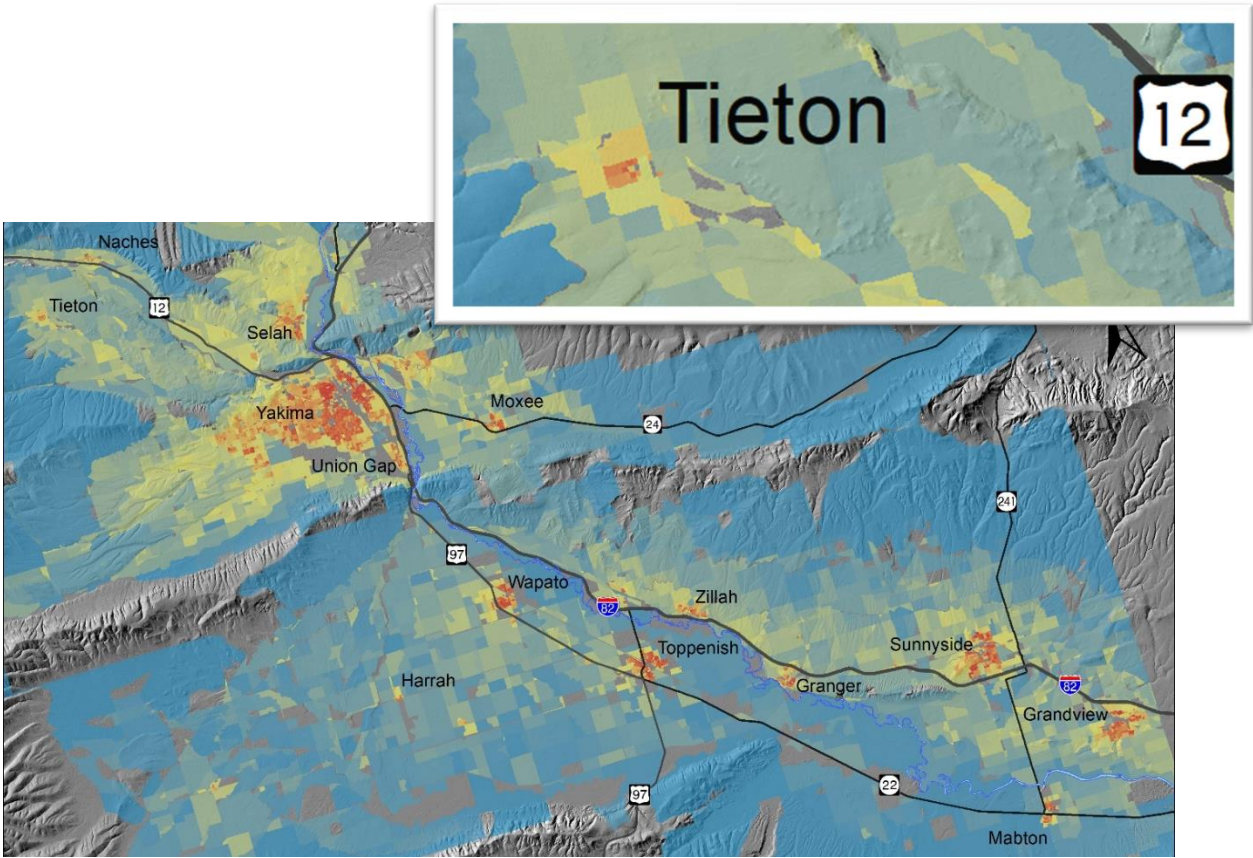 Tieton
12
Naches
Tieton
12
Selah
Yakima
Moxee
24
Union Gap
241
97
Wapato
82
Zillah
Toppenish
Sunnyside
Harrah
Granger
82
Grandview
97
22
Mabton